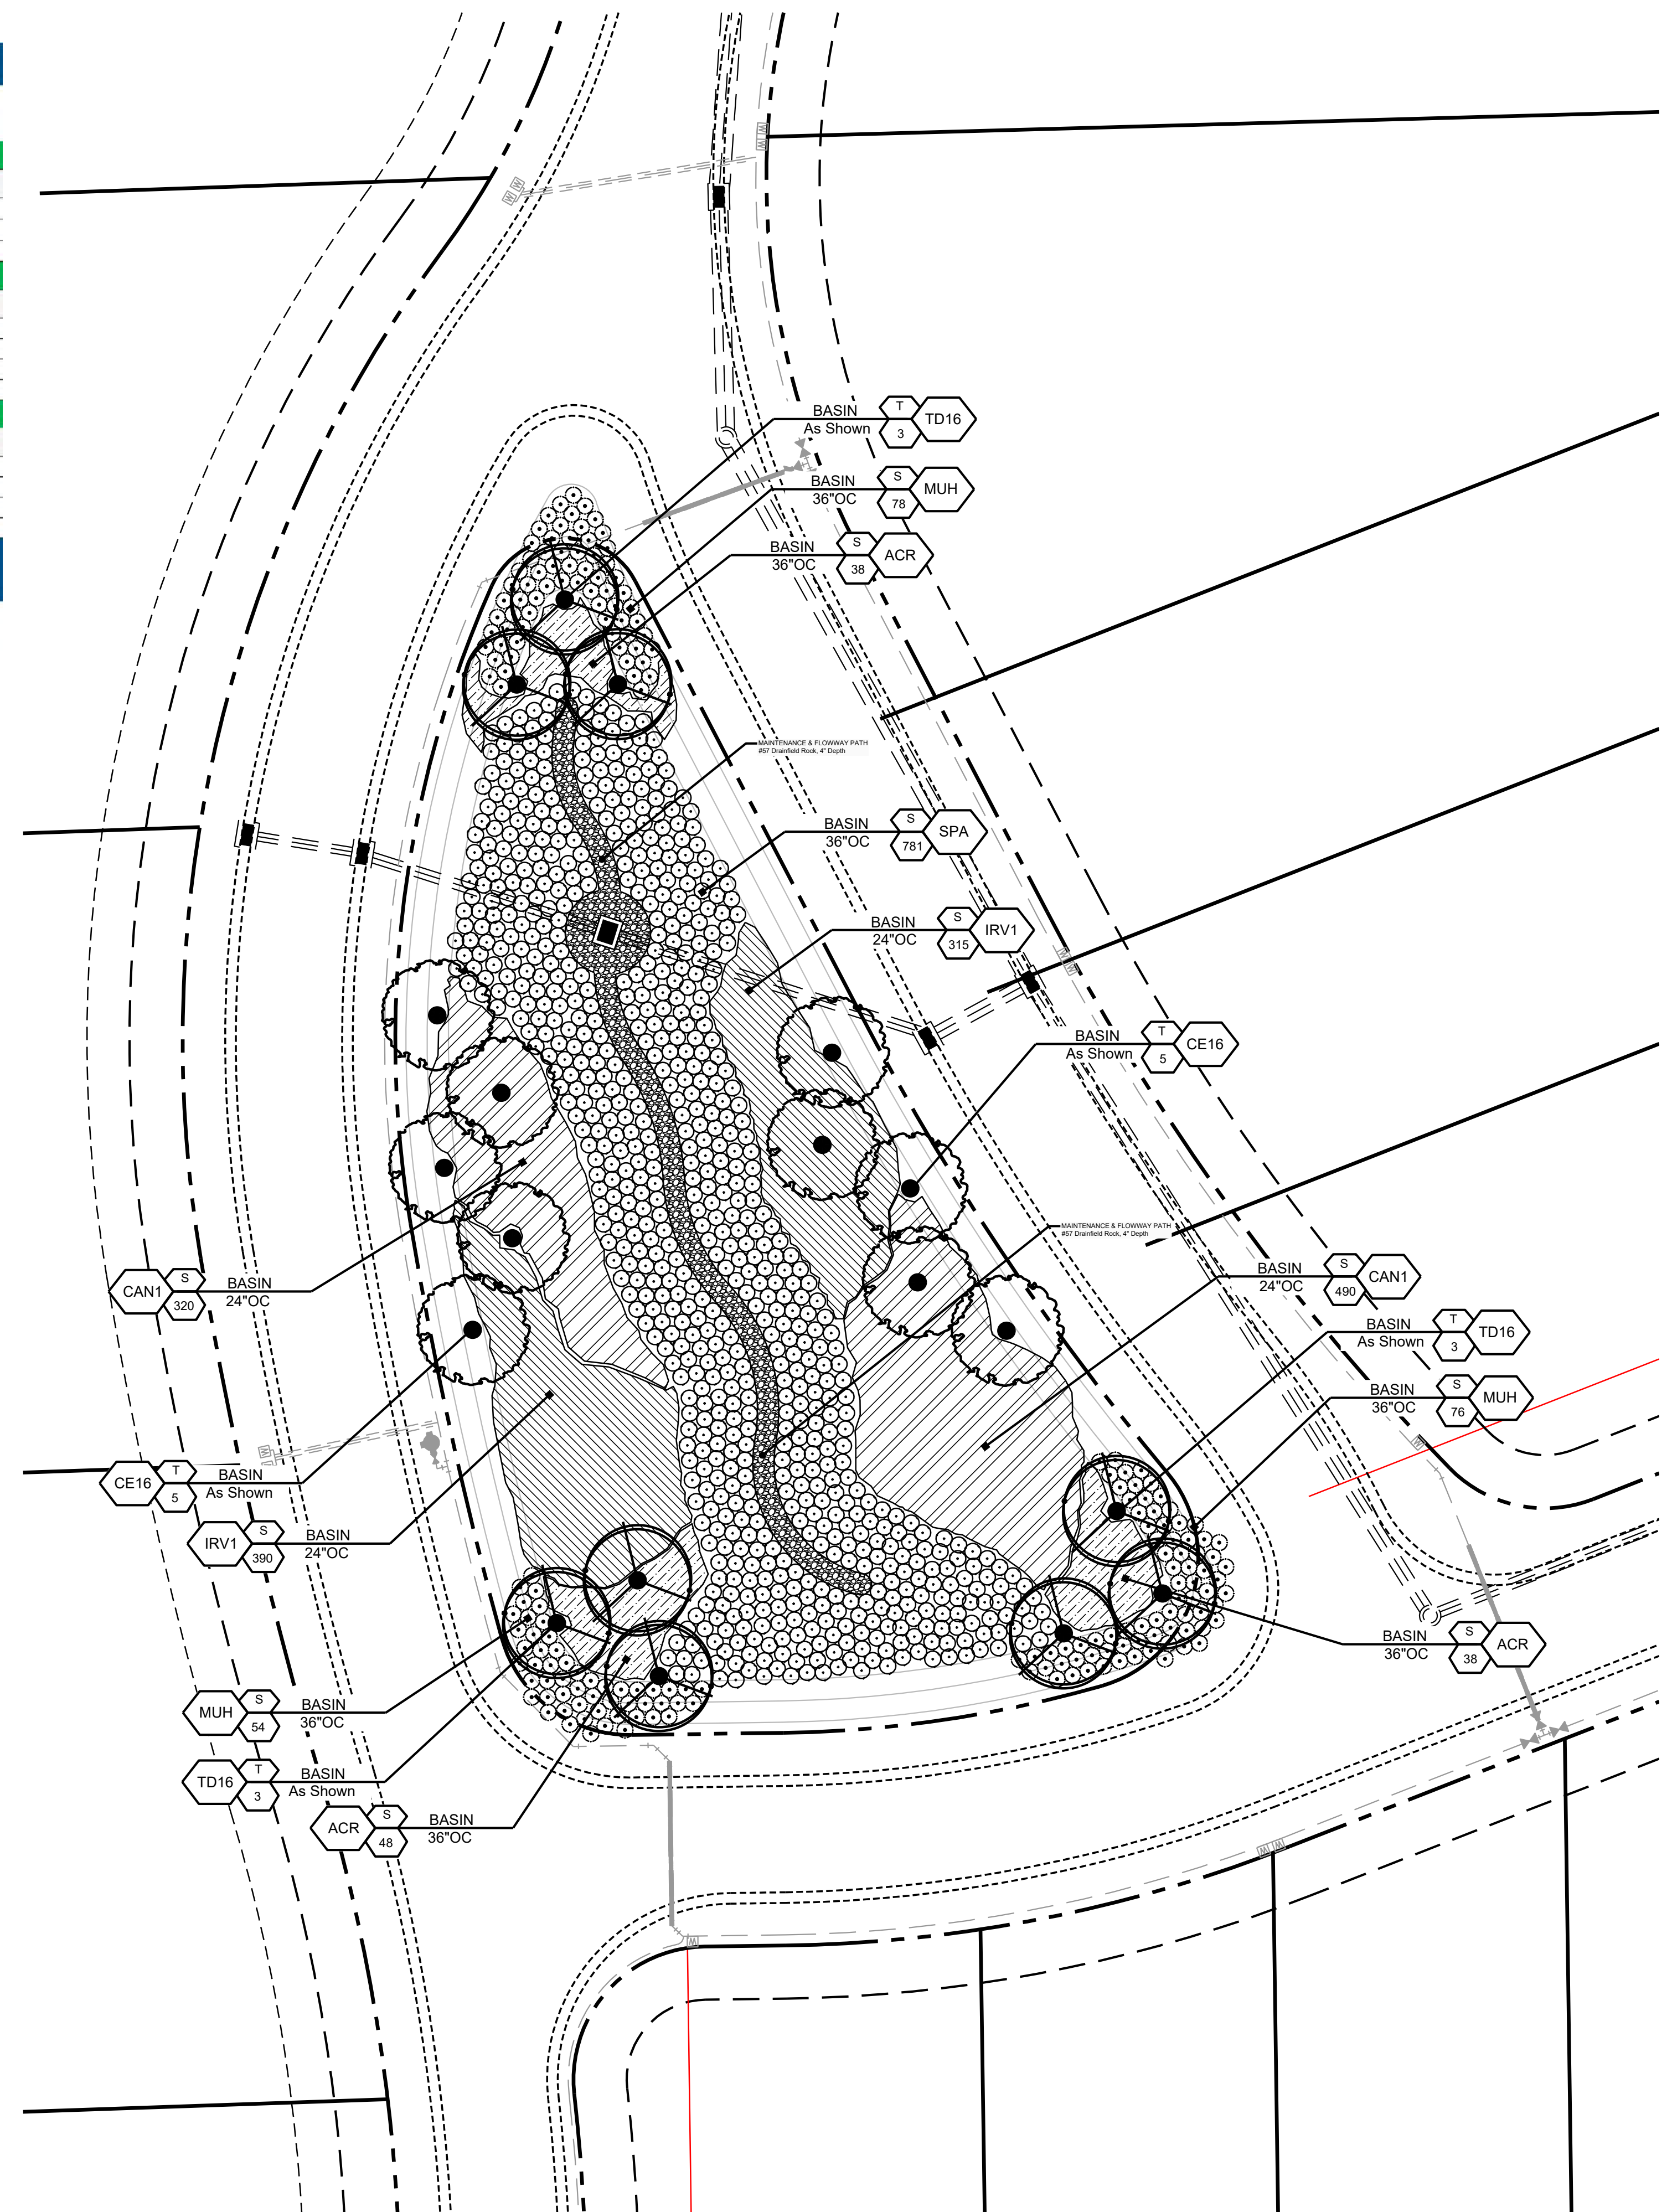 BASIN
As Shown
T
3
TD16
BASIN
36"OC
S
78
MUH
BASIN
36"OC
S
38
ACR
MAINTENANCE & FLOWWAY PATH
#57 Drainfield Rock, 4" Depth
BASIN
36"OC
S
781
SPA
BASIN
24"OC
S
315
IRV1
BASIN
As Shown
T
5
CE16
MAINTENANCE & FLOWWAY PATH
#57 Drainfield Rock, 4" Depth
CAN1
S
320
BASIN
24"OC
BASIN
24"OC
S
490
CAN1
BASIN
As Shown
T
3
TD16
BASIN
36"OC
S
76
MUH
CE16
T
5
BASIN
As Shown
IRV1
S
390
BASIN
24"OC
BASIN
36"OC
S
38
ACR
MUH
S
54
BASIN
36"OC
TD16
T
3
BASIN
As Shown
ACR
S
48
BASIN
36"OC